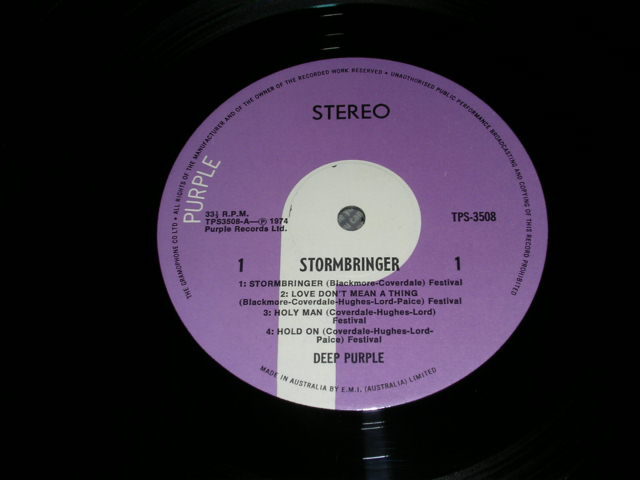 THE GRAMOPHONE CO LTD • ALL RIGHTS OF THE MANUFACTURER AND OF THE OWNER OF THE RECORDED WORK RESERVED • UNAUTHORISED PUBLIC PERFORMANCE BROADCASTING AND COPYING OF THIS RECORD PROHIBITED
STEREO
PURPLE
33⅓ R.P.M.
TPS3508-A—Ⓟ 1974
Purple Records Ltd.
TPS-3508
1 STORMBRINGER 1
1: STORMBRINGER (Blackmore-Coverdale) Festival
2: LOVE DON'T MEAN A THING
(Blackmore-Coverdale-Hughes-Lord-Paice) Festival
3: HOLY MAN (Coverdale-Hughes-Lord)
Festival
4: HOLD ON (Coverdale-Hughes-Lord-
Paice) Festival
DEEP PURPLE
MADE IN AUSTRALIA BY E.M.I. (AUSTRALIA) LIMITED